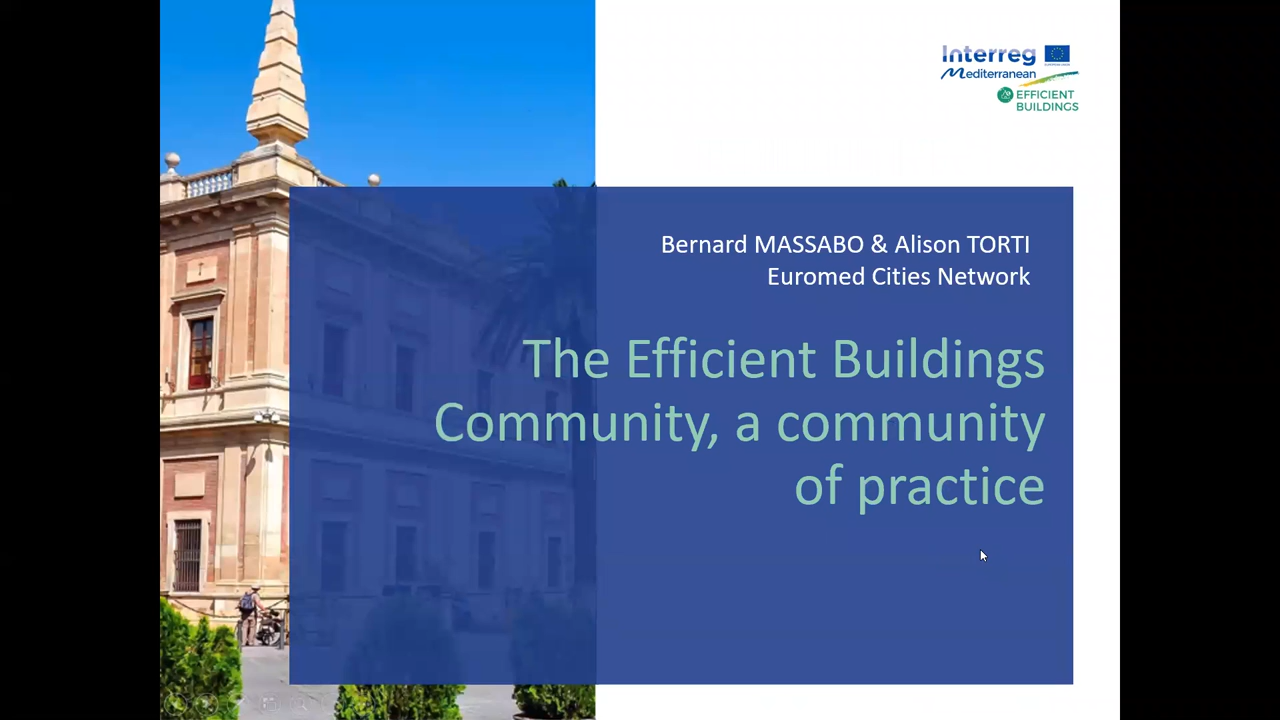 Interreg
Mediterranean
EFFICIENT
BUILDINGS
Bernard MASSABO & Alison TORTI
Euromed Cities Network
The Efficient Buildings
Community, a community
of practice